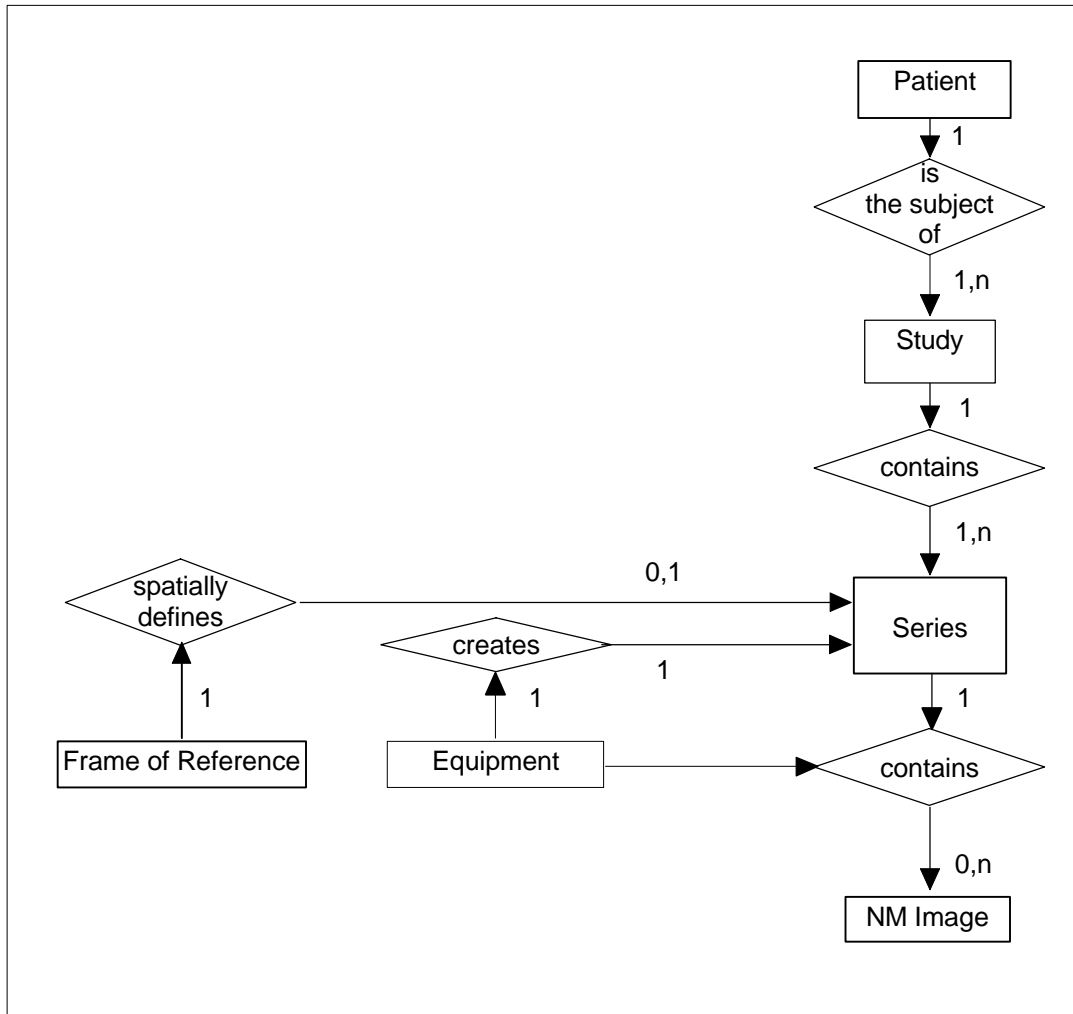 Patient
1
is
the subject
of
1,n
Study
1
contains
1,n
0,1
spatially
defines
Series
creates
1
1
1
1
Frame of Reference
Equipment
contains
0,n
NM Image